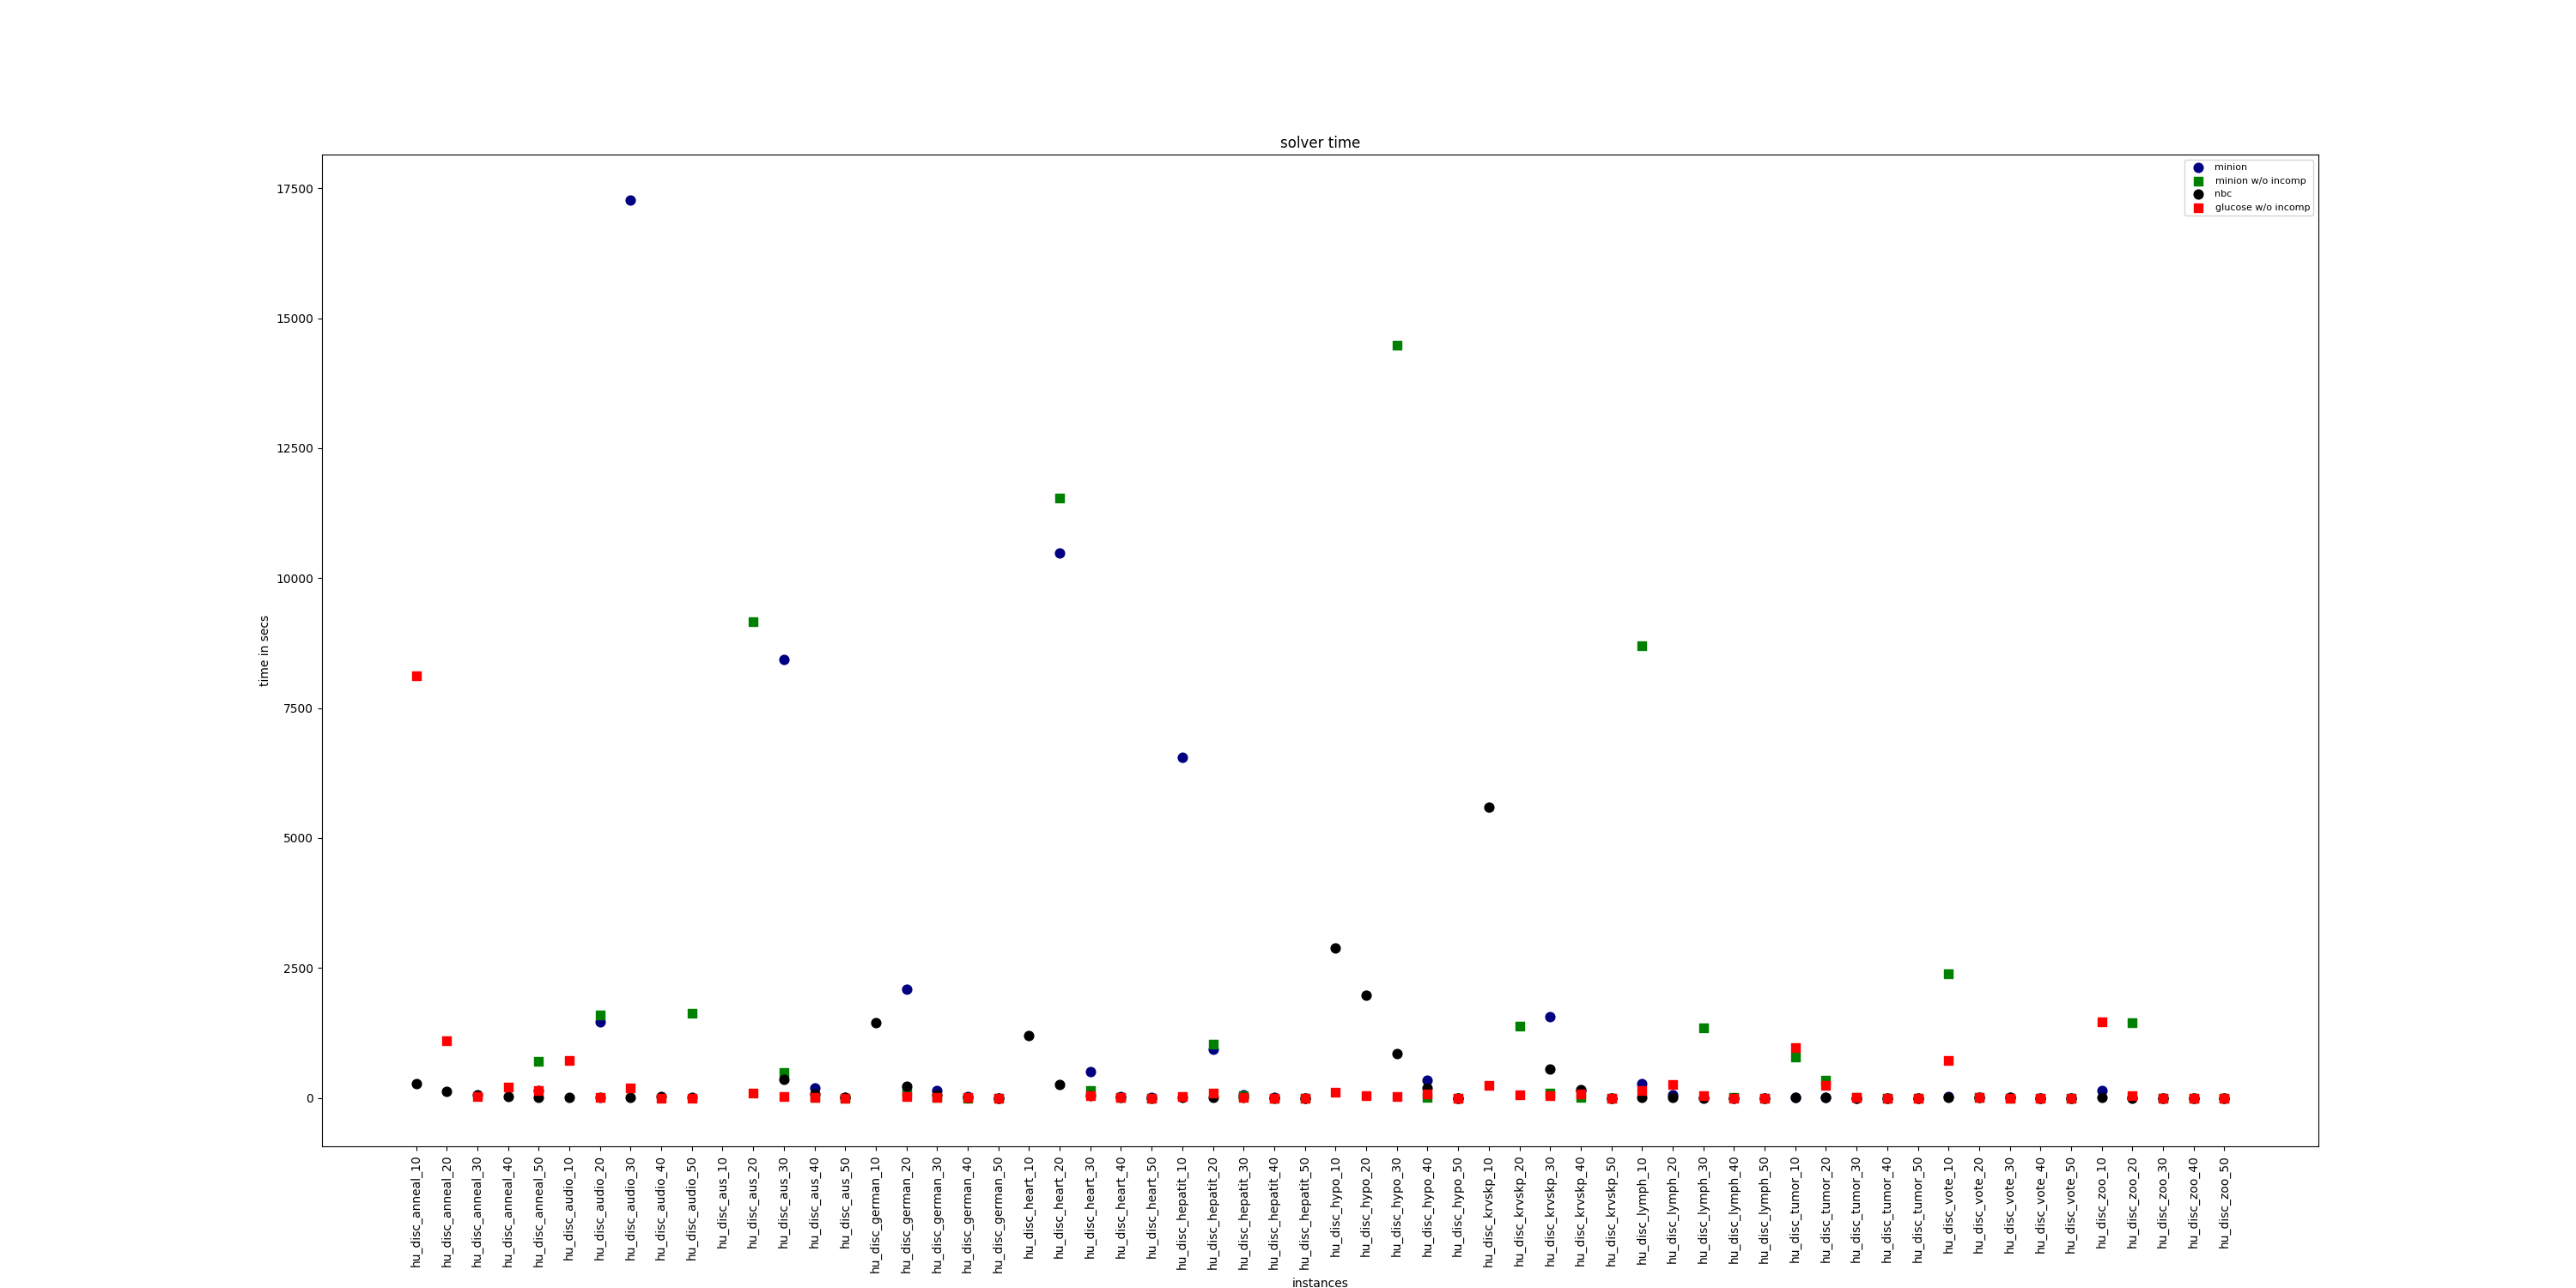 solver time
17500
15000
12500
10000
7500
5000
2500
0
time in secs
minion
minion w/o incomp
nbc
glucose w/o incomp
hu_disc_anneal_10
hu_disc_anneal_20
hu_disc_anneal_30
hu_disc_anneal_40
hu_disc_anneal_50
hu_disc_audio_10
hu_disc_audio_20
hu_disc_audio_30
hu_disc_audio_40
hu_disc_audio_50
hu_disc_aus_10
hu_disc_aus_20
hu_disc_aus_30
hu_disc_aus_40
hu_disc_aus_50
hu_disc_german_10
hu_disc_german_20
hu_disc_german_30
hu_disc_german_40
hu_disc_german_50
hu_disc_heart_10
hu_disc_heart_20
hu_disc_heart_30
hu_disc_heart_40
hu_disc_heart_50
hu_disc_hepatit_10
hu_disc_hepatit_20
hu_disc_hepatit_30
hu_disc_hepatit_40
hu_disc_hepatit_50
hu_disc_hypo_10
hu_disc_hypo_20
hu_disc_hypo_30
hu_disc_hypo_40
hu_disc_hypo_50
hu_disc_krvskp_10
hu_disc_krvskp_20
hu_disc_krvskp_30
hu_disc_krvskp_40
hu_disc_krvskp_50
hu_disc_lymph_10
hu_disc_lymph_20
hu_disc_lymph_30
hu_disc_lymph_40
hu_disc_lymph_50
hu_disc_tumor_10
hu_disc_tumor_20
hu_disc_tumor_30
hu_disc_tumor_40
hu_disc_tumor_50
hu_disc_vote_10
hu_disc_vote_20
hu_disc_vote_30
hu_disc_vote_40
hu_disc_vote_50
hu_disc_zoo_10
hu_disc_zoo_20
hu_disc_zoo_30
hu_disc_zoo_40
hu_disc_zoo_50
instances